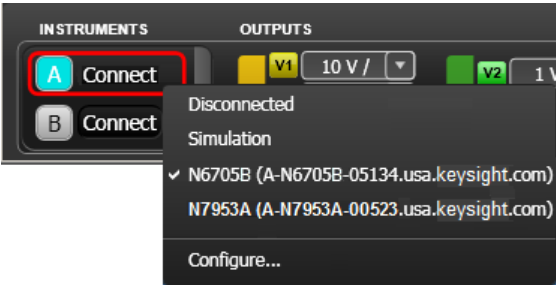 INSTRUMENTS OUTPUTS
A Connect V1 10 V / V2 1 V
B Connect
Disconnected
Simulation
✓ N6705B (A-N6705B-05134.usa.keysight.com)
N7953A (A-N7953A-00523.usa.keysight.com)
Configure...